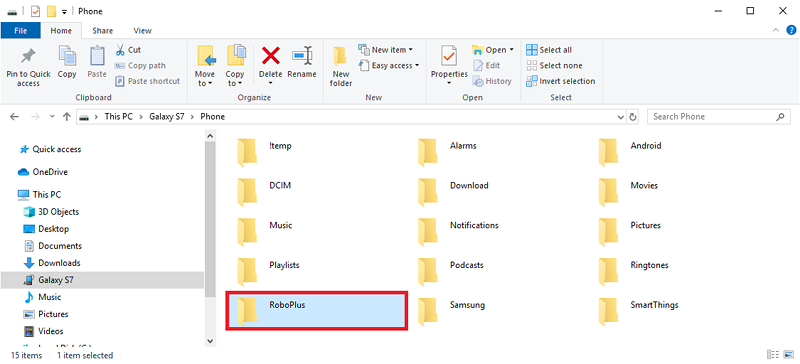 Phone
File Home Share View
Pin to Quick access
Copy
Paste
Cut
Copy path
Paste shortcut
Clipboard
Move to
Copy to
Delete
Rename
Organize
New folder
New item
Easy access
New
Properties
Open
Edit
History
Open
Select all
Select none
Invert selection
Select
This PC > Galaxy S7 > Phone
Search Phone
Quick access
OneDrive
This PC
3D Objects
Desktop
Documents
Downloads
Galaxy S7
Music
Pictures
Videos
!temp Alarms Android
DCIM Download Movies
Music Notifications Pictures
Playlists Podcasts Ringtones
RoboPlus Samsung SmartThings
15 items 1 item selected